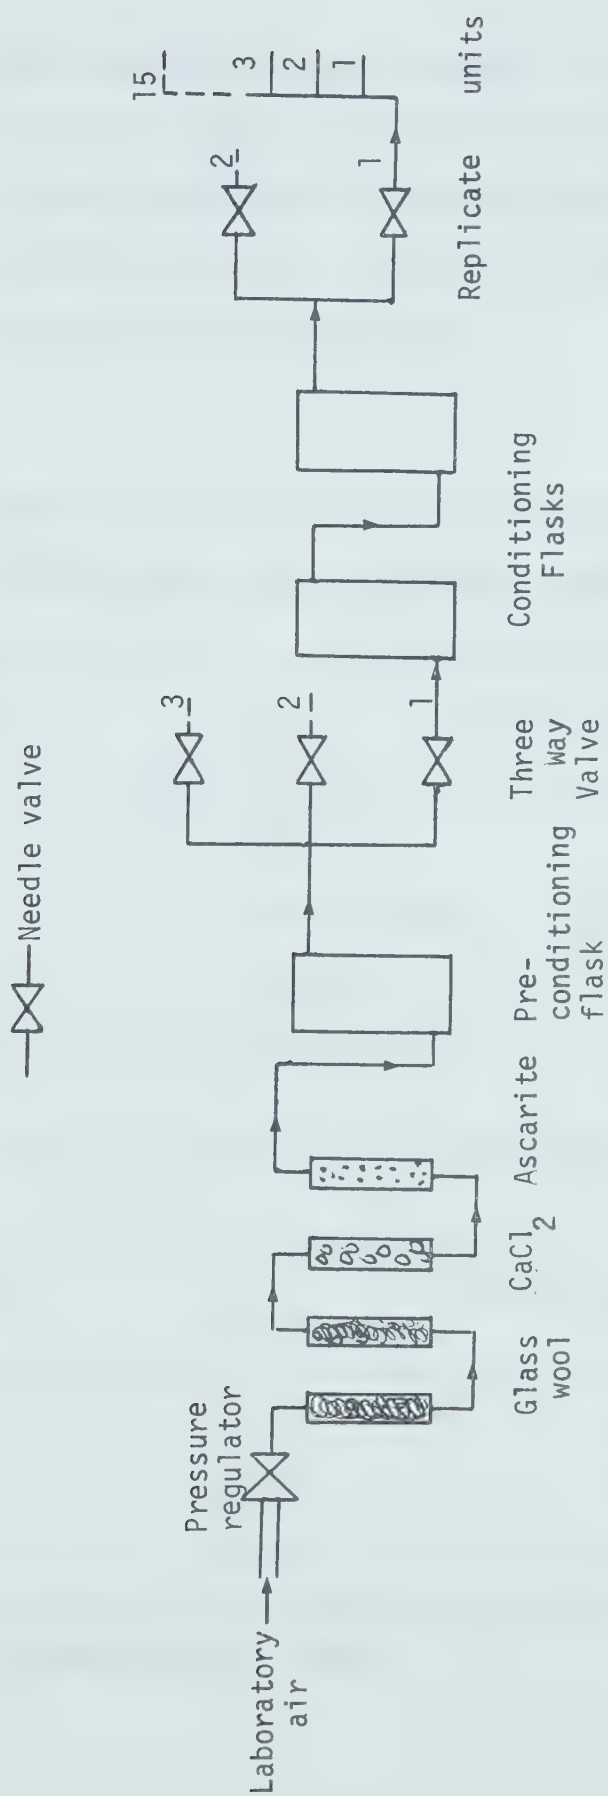 Needle valve
Laboratory
air
Pressure
regulator
Glass
wool
CaCl2
Ascarite
Pre-
conditioning
flask
3
2
1
Three
Way
Valve
Conditioning
Flasks
2
1
Replicate units
15
3
2
1